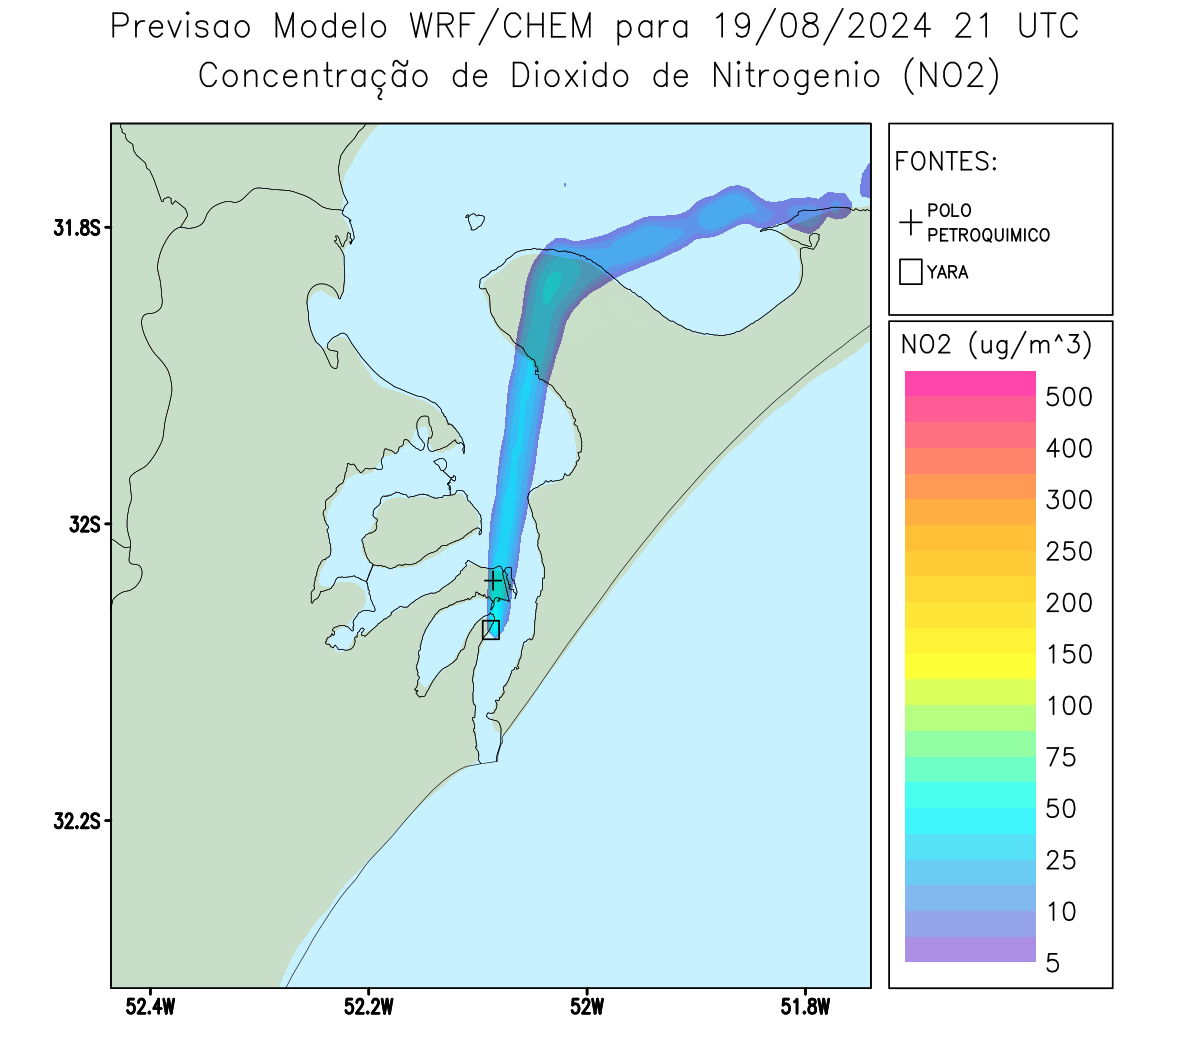 Previsao Modelo WRF/CHEM para 19/08/2024 21 UTC
Concentração de Dioxido de Nitrogenio (NO2)
FONTES:
POLO
PETROQUIMICO
YARA
NO2 (ug/m^3)
500
400
300
250
200
150
100
75
50
25
10
5
31.8S
32S
32.2S
52.4W
52.2W
52W
51.8W